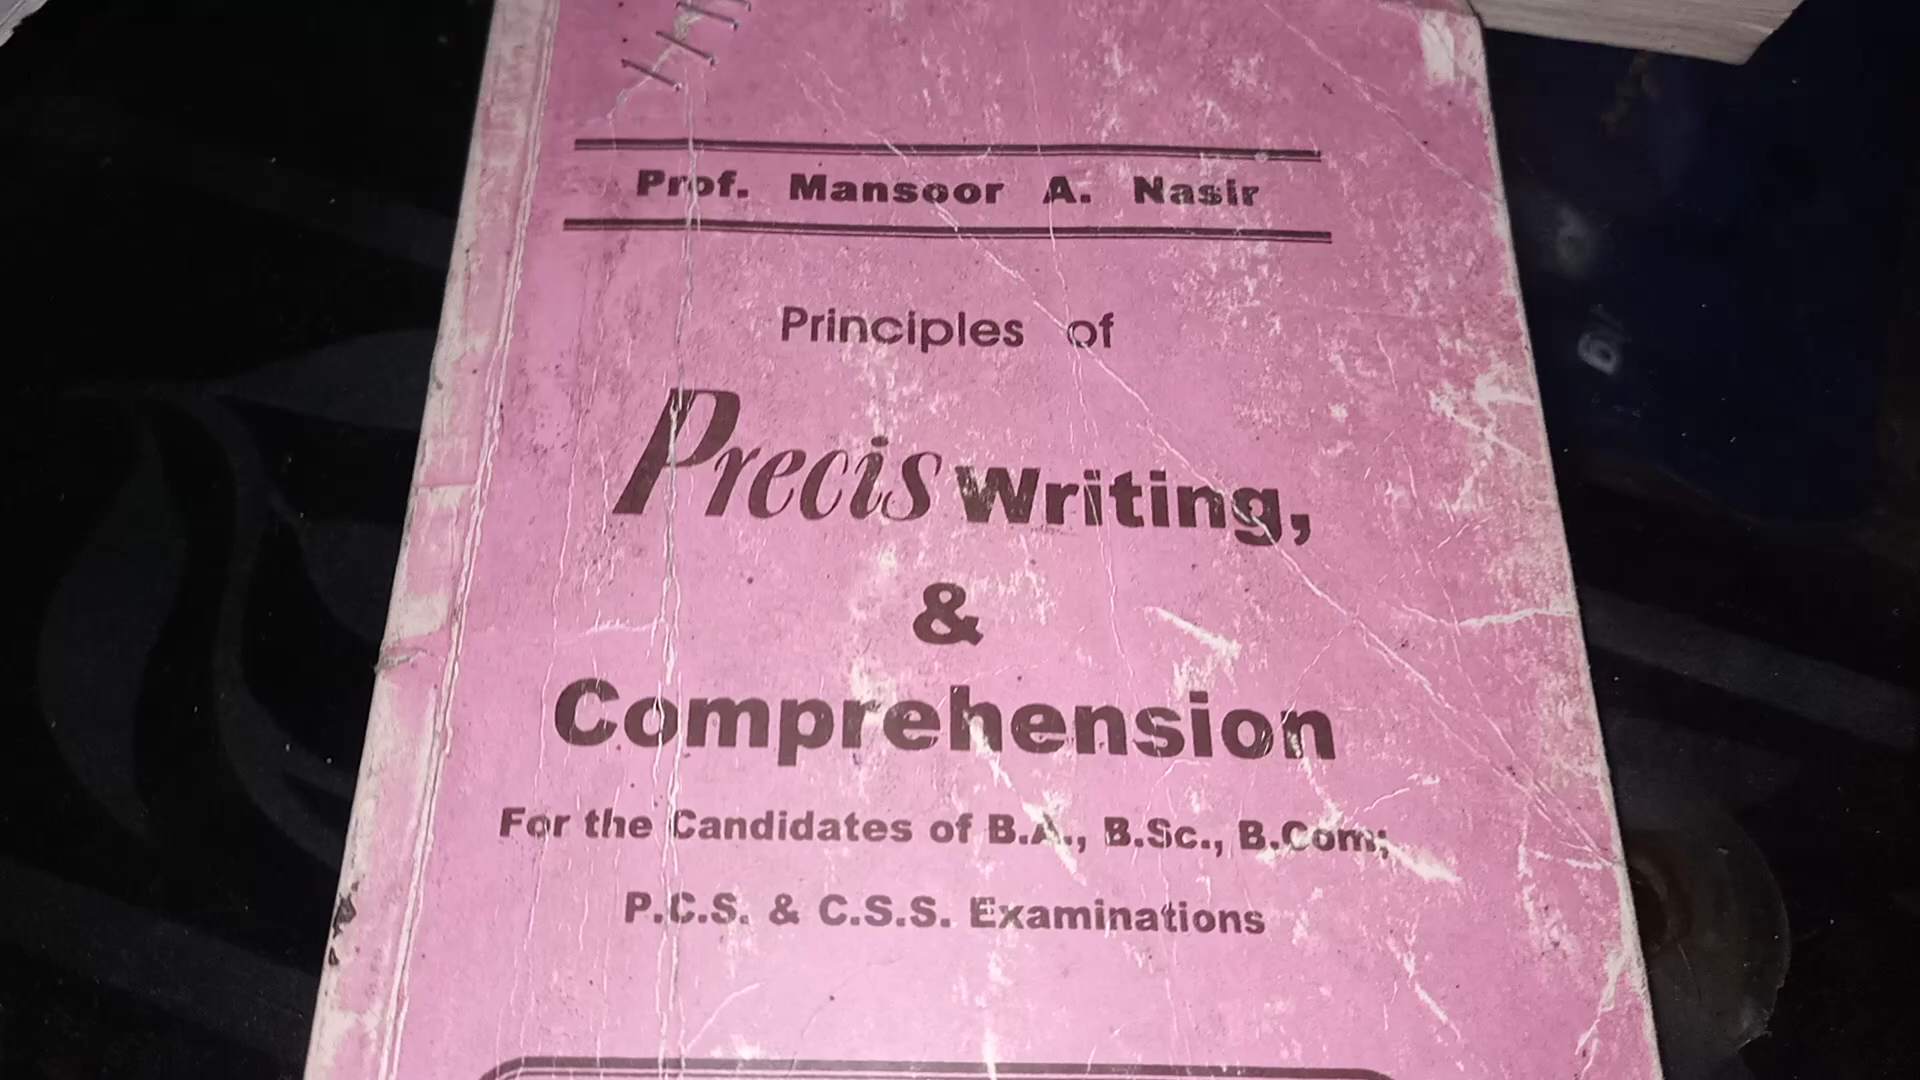 Prof. Mansoor A. Nasir
Principles of
Precis Writing,
&
Comprehension
For the Candidates of B.A., B.Sc., B.Com;
P.C.S. & C.S.S. Examinations